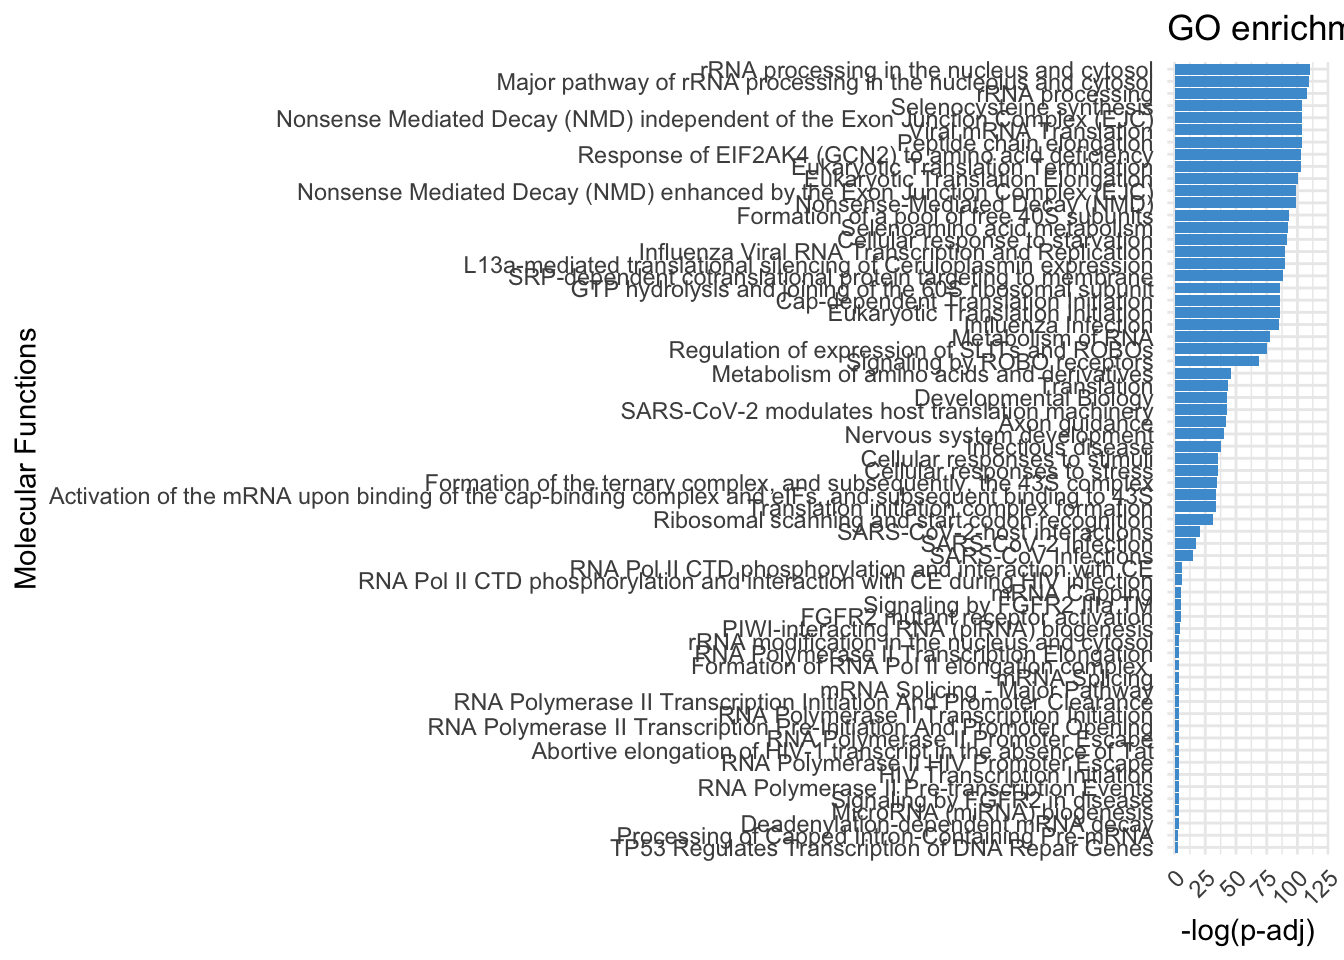 GO enrichm
rRNA processing in the nucleus and cytosol
Major pathway of rRNA processing in the nucleolus and cytosol
rRNA processing
Selenocysteine synthesis
Nonsense Mediated Decay (NMD) independent of the Exon Junction Complex (EJC)
Viral mRNA Translation
Peptide chain elongation
Response of EIF2AK4 (GCN2) to amino acid deficiency
Eukaryotic Translation Termination
Eukaryotic Translation Elongation
Nonsense Mediated Decay (NMD) enhanced by the Exon Junction Complex (EJC)
Nonsense-Mediated Decay (NMD)
Formation of a pool of free 40S subunits
Selenoamino acid metabolism
Cellular response to starvation
Influenza Viral RNA Transcription and Replication
L13a-mediated translational silencing of Ceruloplasmin expression
SRP-dependent cotranslational protein targeting to membrane
GTP hydrolysis and joining of the 60S ribosomal subunit
Cap-dependent Translation Initiation
Eukaryotic Translation Initiation
Influenza Infection
Metabolism of RNA
Regulation of expression of SLITs and ROBOs
Signaling by ROBO receptors
Metabolism of amino acids and derivatives
Translation
Developmental Biology
SARS-CoV-2 modulates host translation machinery
Axon guidance
Nervous system development
Infectious disease
Cellular responses to stimuli
Cellular responses to stress
Formation of the ternary complex, and subsequently, the 43S complex
Activation of the mRNA upon binding of the cap-binding complex and eIFs, and subsequent binding to 43S
Translation initiation complex formation
Ribosomal scanning and start codon recognition
SARS-CoV-2-host interactions
SARS-CoV-2 Infection
SARS-CoV Infections
RNA Pol II CTD phosphorylation and interaction with CE
RNA Pol II CTD phosphorylation and interaction with CE during HIV infection
mRNA Capping
Signaling by FGFR2 IIIa TM
FGFR2 mutant receptor activation
PIWI-interacting RNA (piRNA) biogenesis
rRNA modification in the nucleus and cytosol
RNA Polymerase II Transcription Elongation
Formation of RNA Pol II elongation complex
mRNA Splicing
mRNA Splicing - Major Pathway
RNA Polymerase II Transcription Initiation And Promoter Clearance
RNA Polymerase II Transcription Initiation
RNA Polymerase II Transcription Pre-Initiation And Promoter Opening
RNA Polymerase II Promoter Escape
Abortive elongation of HIV-1 transcript in the absence of Tat
RNA Polymerase II HIV Promoter Escape
HIV Transcription Initiation
RNA Polymerase II Pre-transcription Events
Signaling by FGFR2 in disease
MicroRNA (miRNA) biogenesis
Deadenylation-dependent mRNA decay
Processing of Capped Intron-Containing Pre-mRNA
TP53 Regulates Transcription of DNA Repair Genes
Molecular Functions
0 25 50 75 100 125
-log(p-adj)